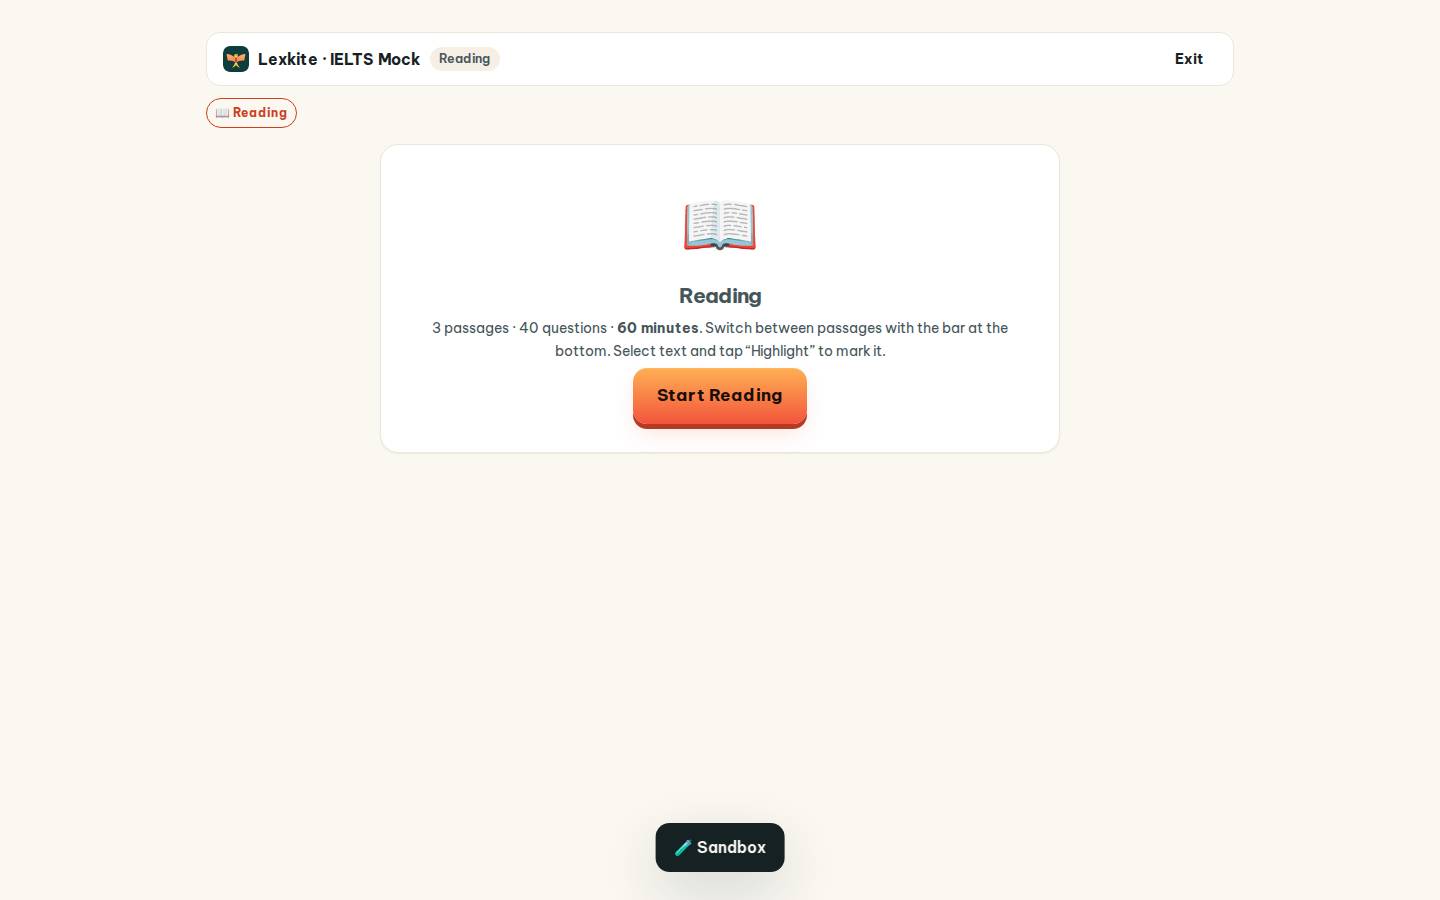 Lexkite · IELTS Mock Reading Exit
Reading
Reading
3 passages · 40 questions · 60 minutes. Switch between passages with the bar at the
bottom. Select text and tap “Highlight” to mark it.
Start Reading
Sandbox